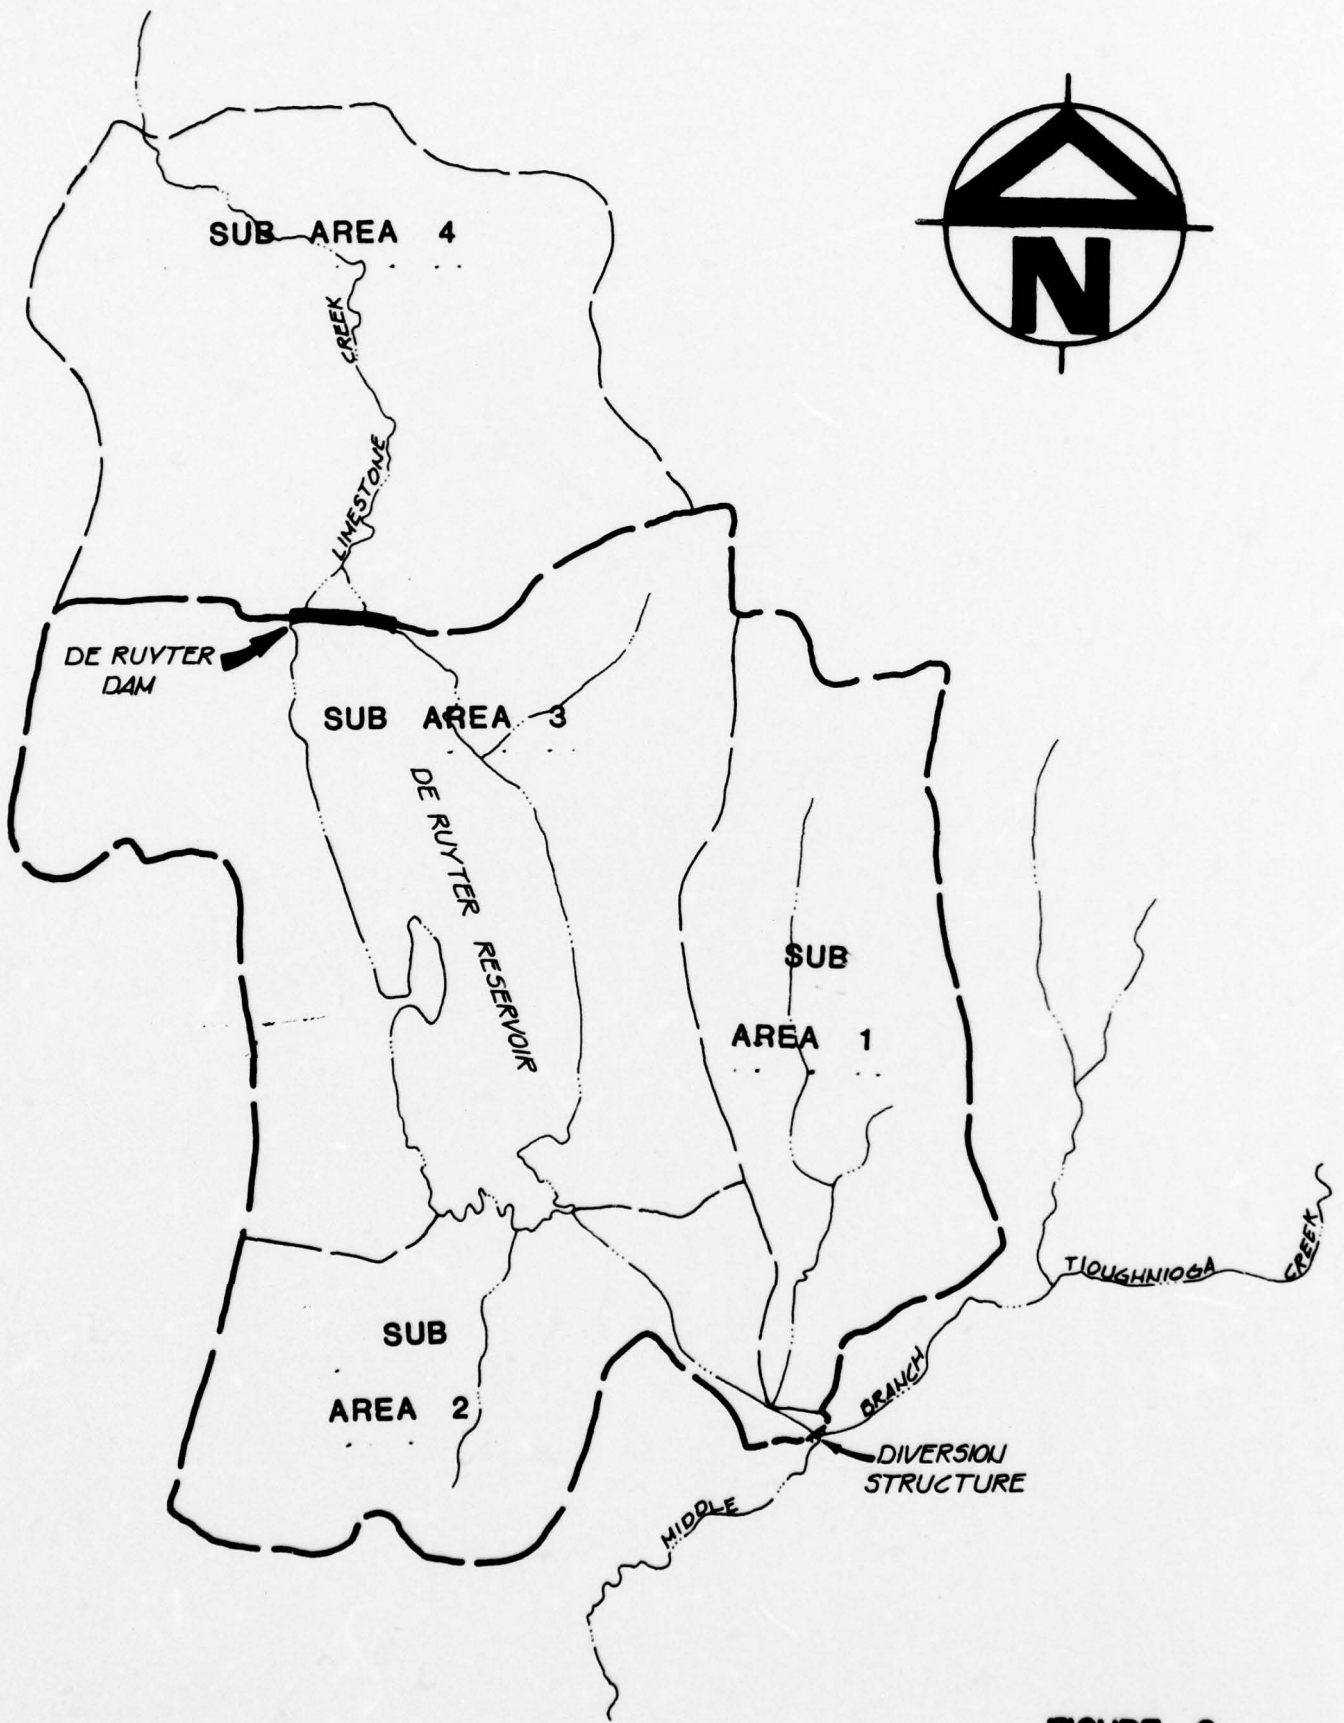 SUB AREA 4
N
CREEK
LIMESTONE
DE RUYTER
DAM
SUB AREA 3
DE RUYTER RESERVOIR
SUB
AREA 1
TIOUGHNIOGA CREEK
SUB
AREA 2
BRANCH
DIVERSION
STRUCTURE
MIDDLE